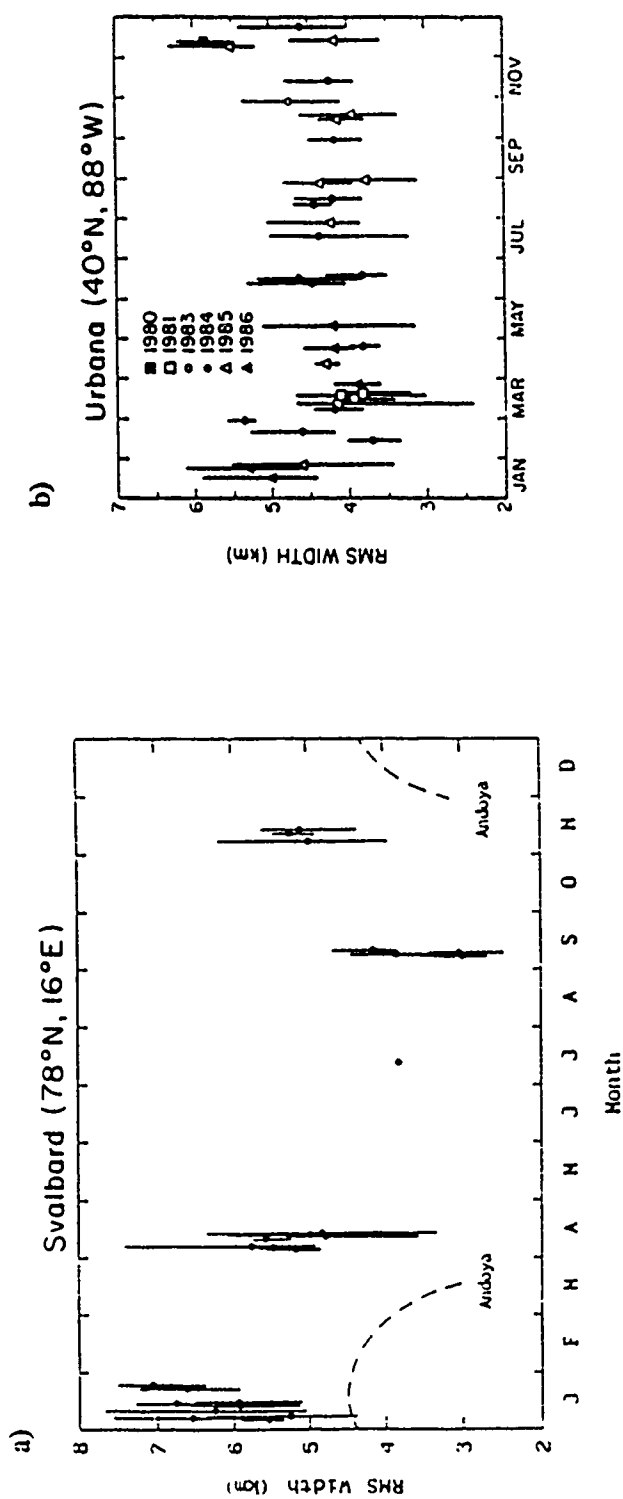 a)
Svalbard (78°N, 16°E)
RMS Width (km)
8
7
6
5
4
3
2
Andoya
Andoya
J F M A M J J A S O N D
Month
b)
Urbana (40°N, 88°W)
RMS WIDTH (km)
7
6
5
4
3
2
■ 1980
□ 1981
○ 1983
● 1984
△ 1985
▲ 1986
JAN MAR MAY JUL SEP NOV